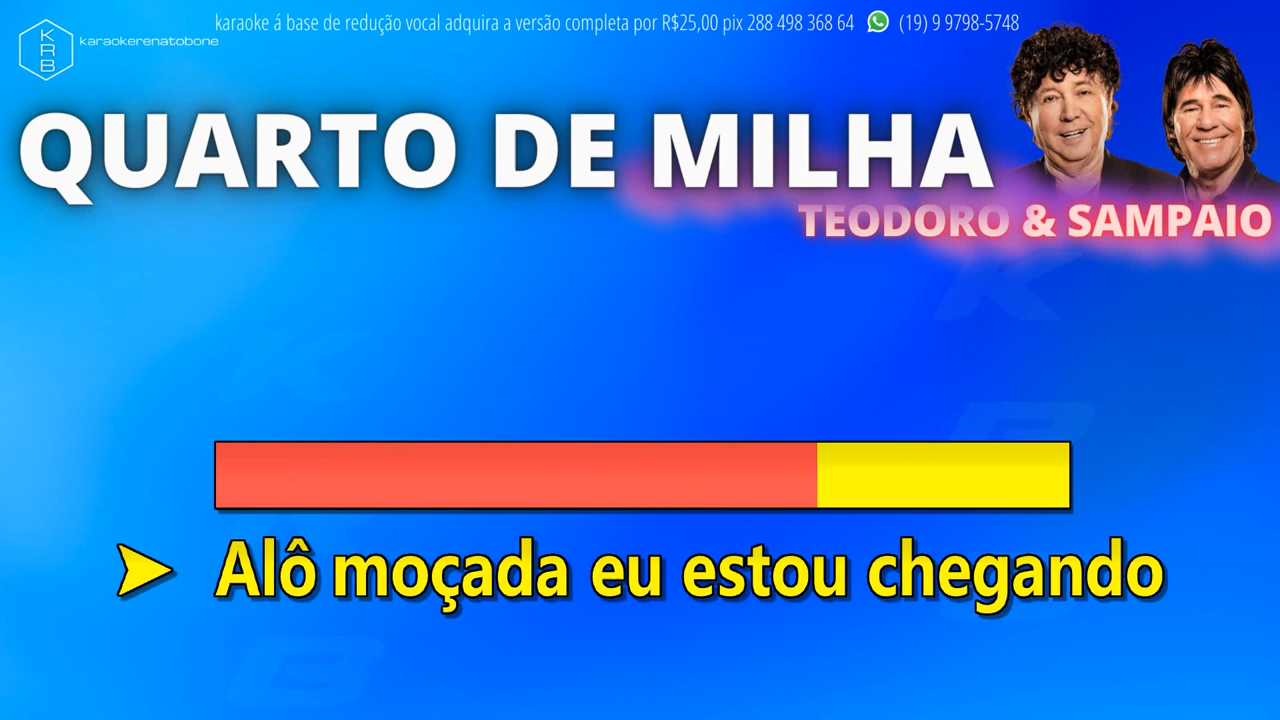 karaoke á base de redução vocal adquira a versão completa por R$25,00 pix 288 498 368 64 (19) 9 9798-5748
KRB
karaokerenatobone
QUARTO DE MILHA
TEODORO & SAMPAIO
K
K
B
B
➤ Alô moçada eu estou chegando